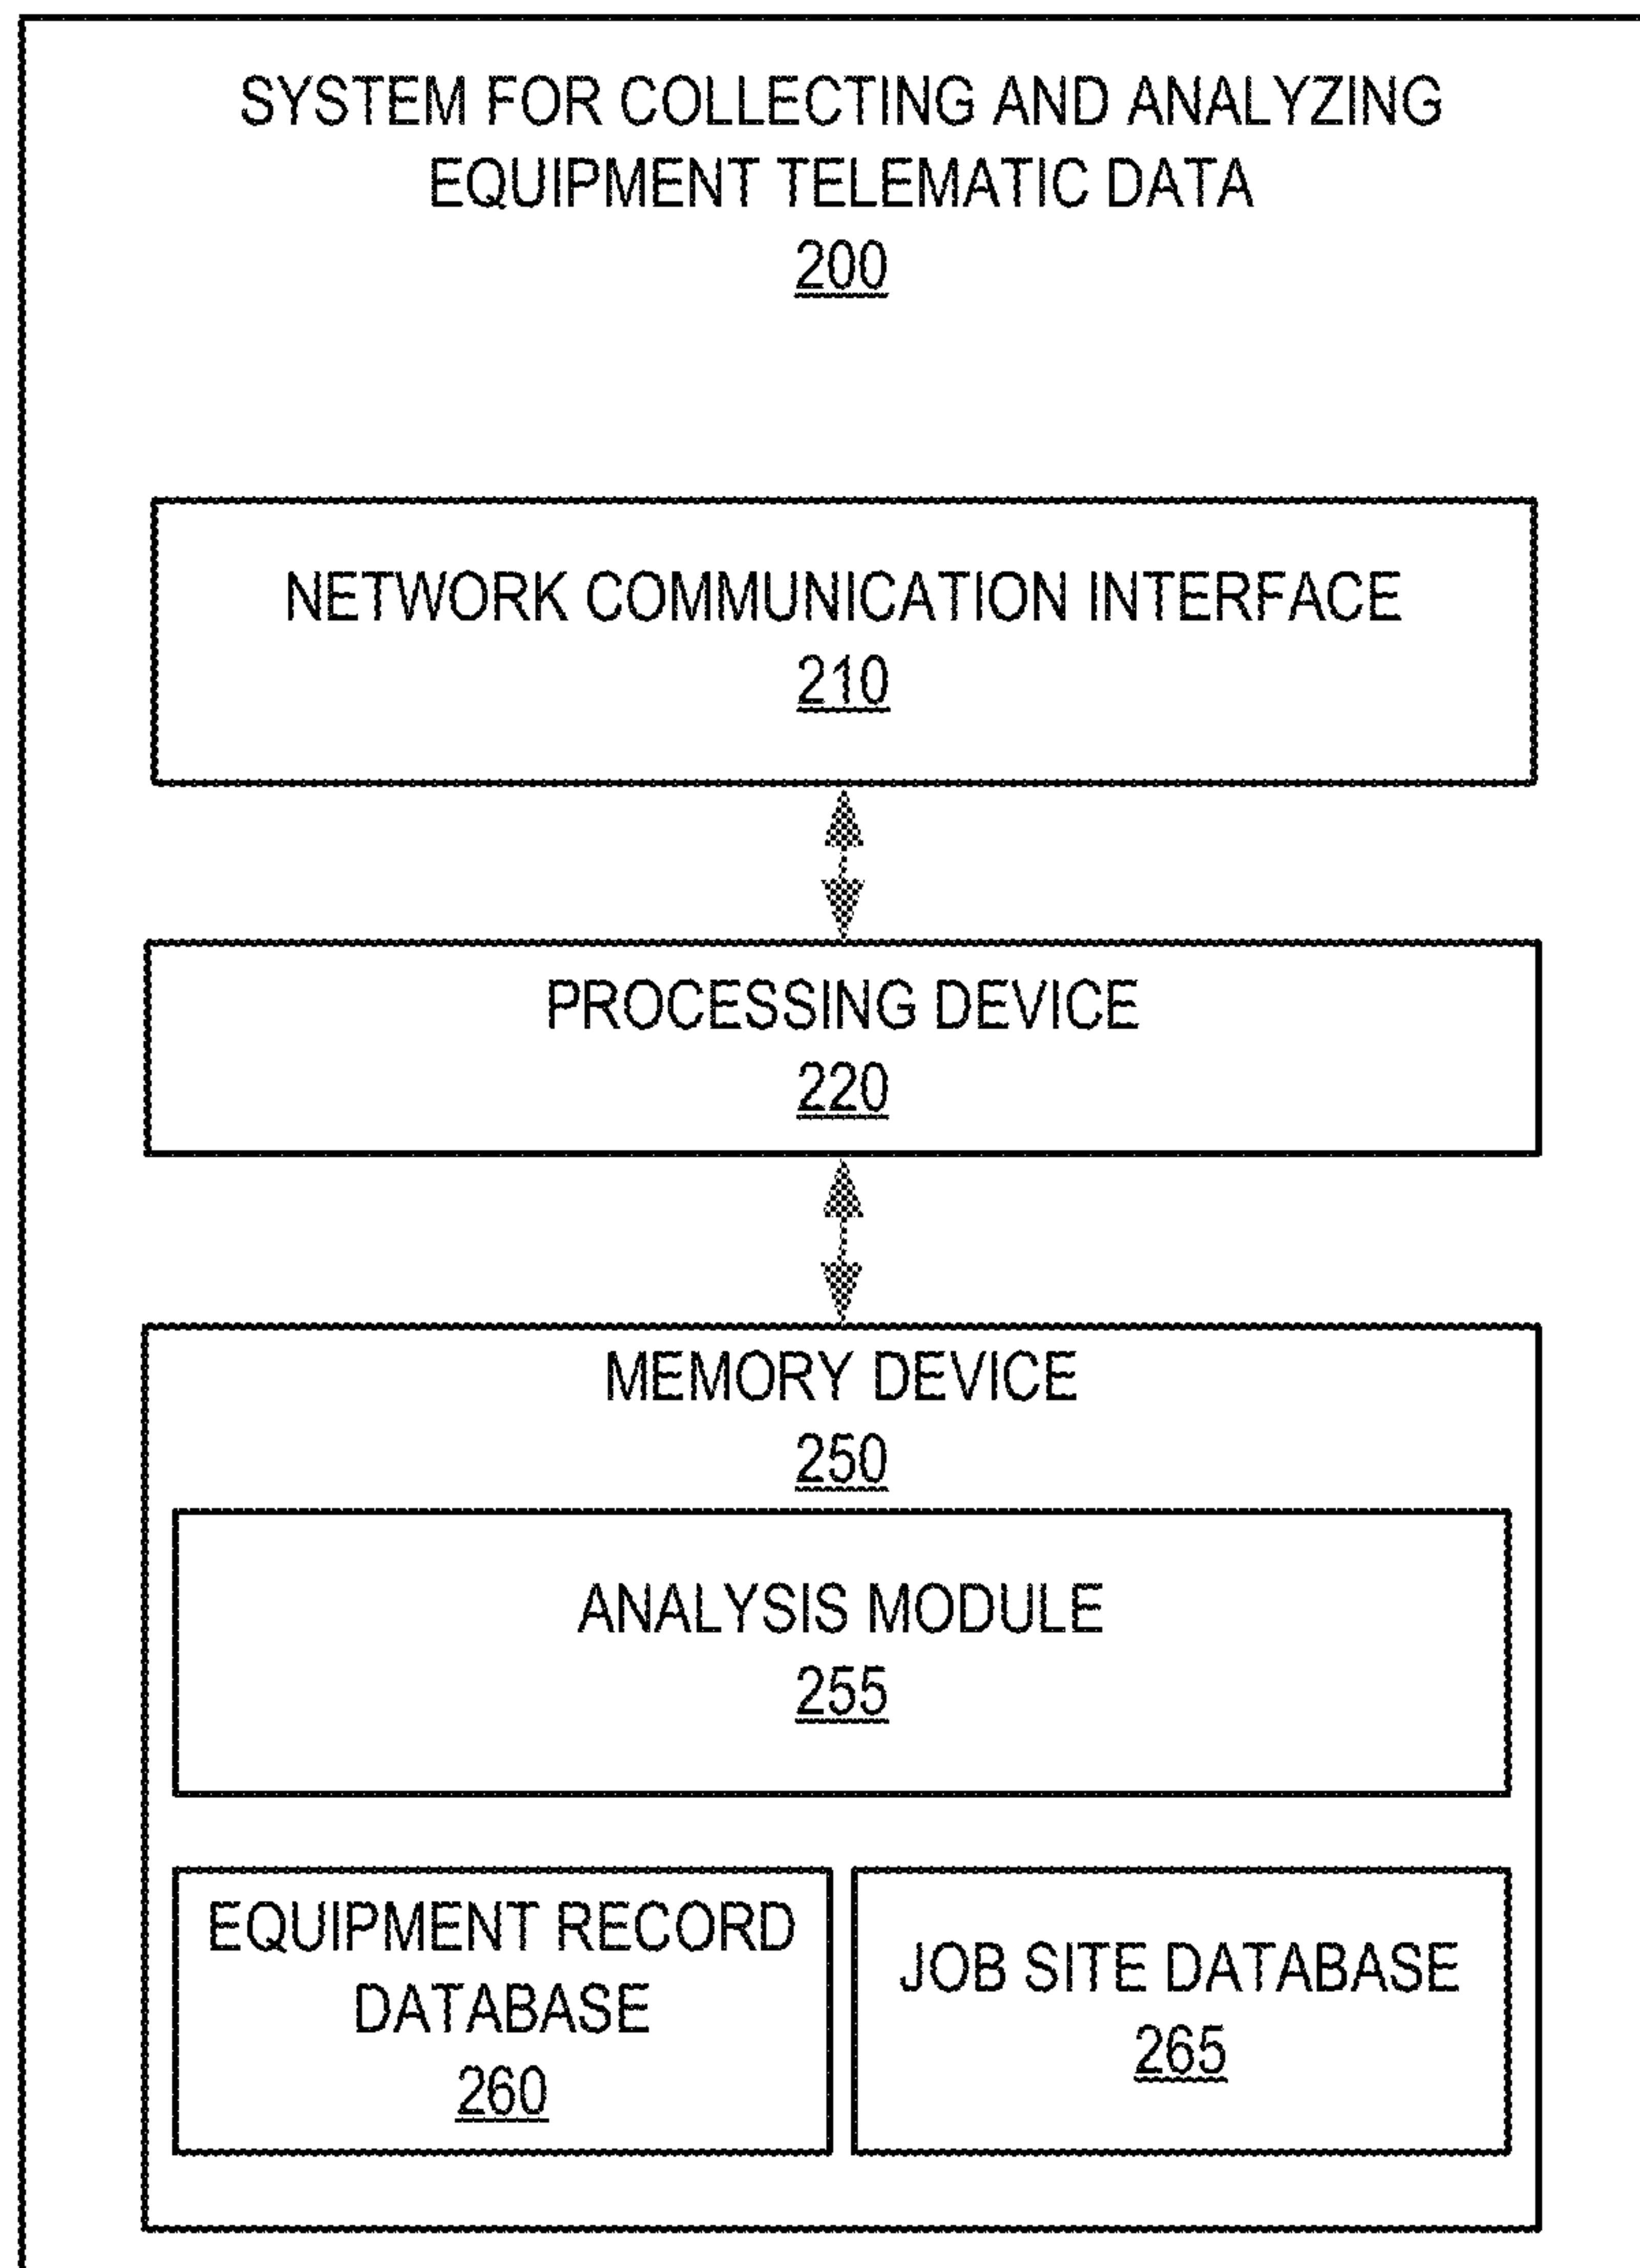 SYSTEM FOR COLLECTING AND ANALYZING
EQUIPMENT TELEMATIC DATA
200
NETWORK COMMUNICATION INTERFACE
210
PROCESSING DEVICE
220
MEMORY DEVICE
250
ANALYSIS MODULE
255
EQUIPMENT RECORD
DATABASE
260
JOB SITE DATABASE
265